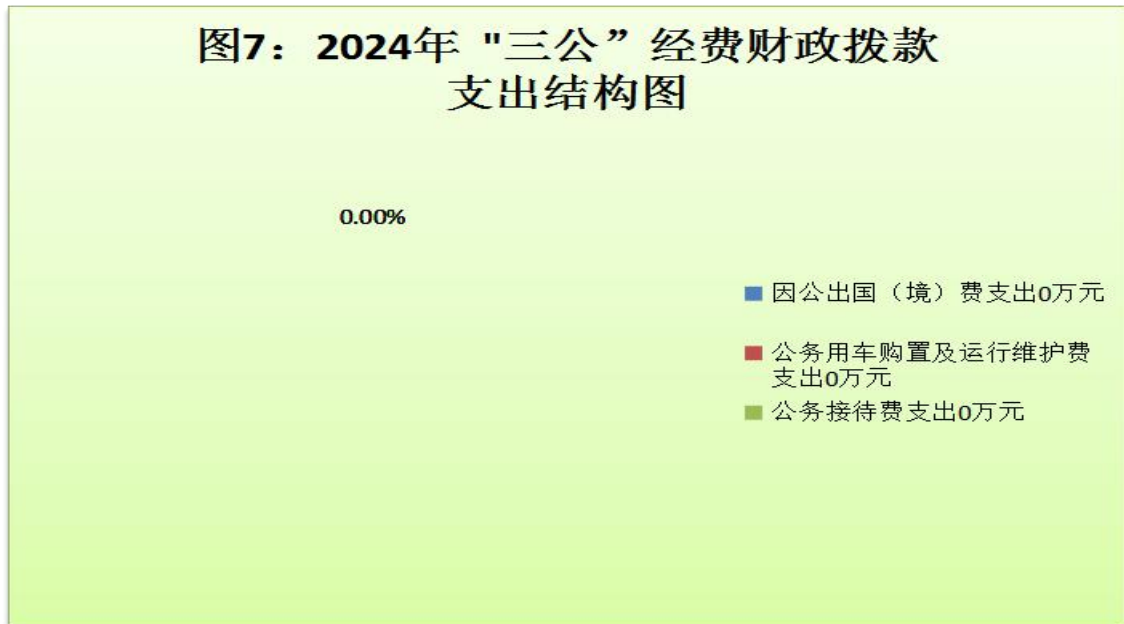 图7：2024年 "三公”经费财政拨款
支出结构图
0.00%
因公出国（境）费支出0万元
公务用车购置及运行维护费
支出0万元
公务接待费支出0万元